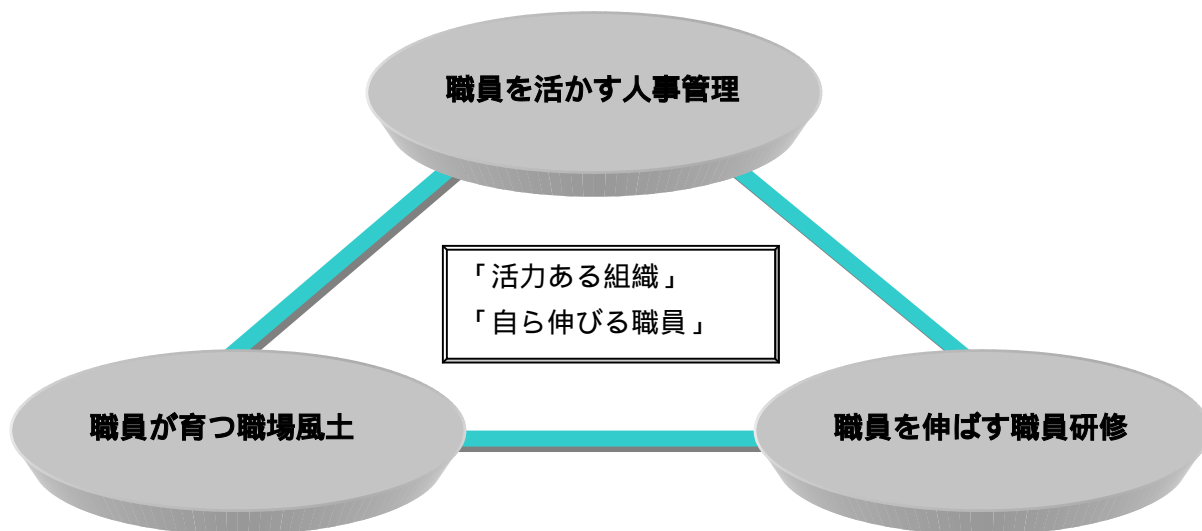 職員を活かす人事管理
「活力ある組織」
「自ら伸びる職員」
職員が育つ職場風土
職員を伸ばす職員研修